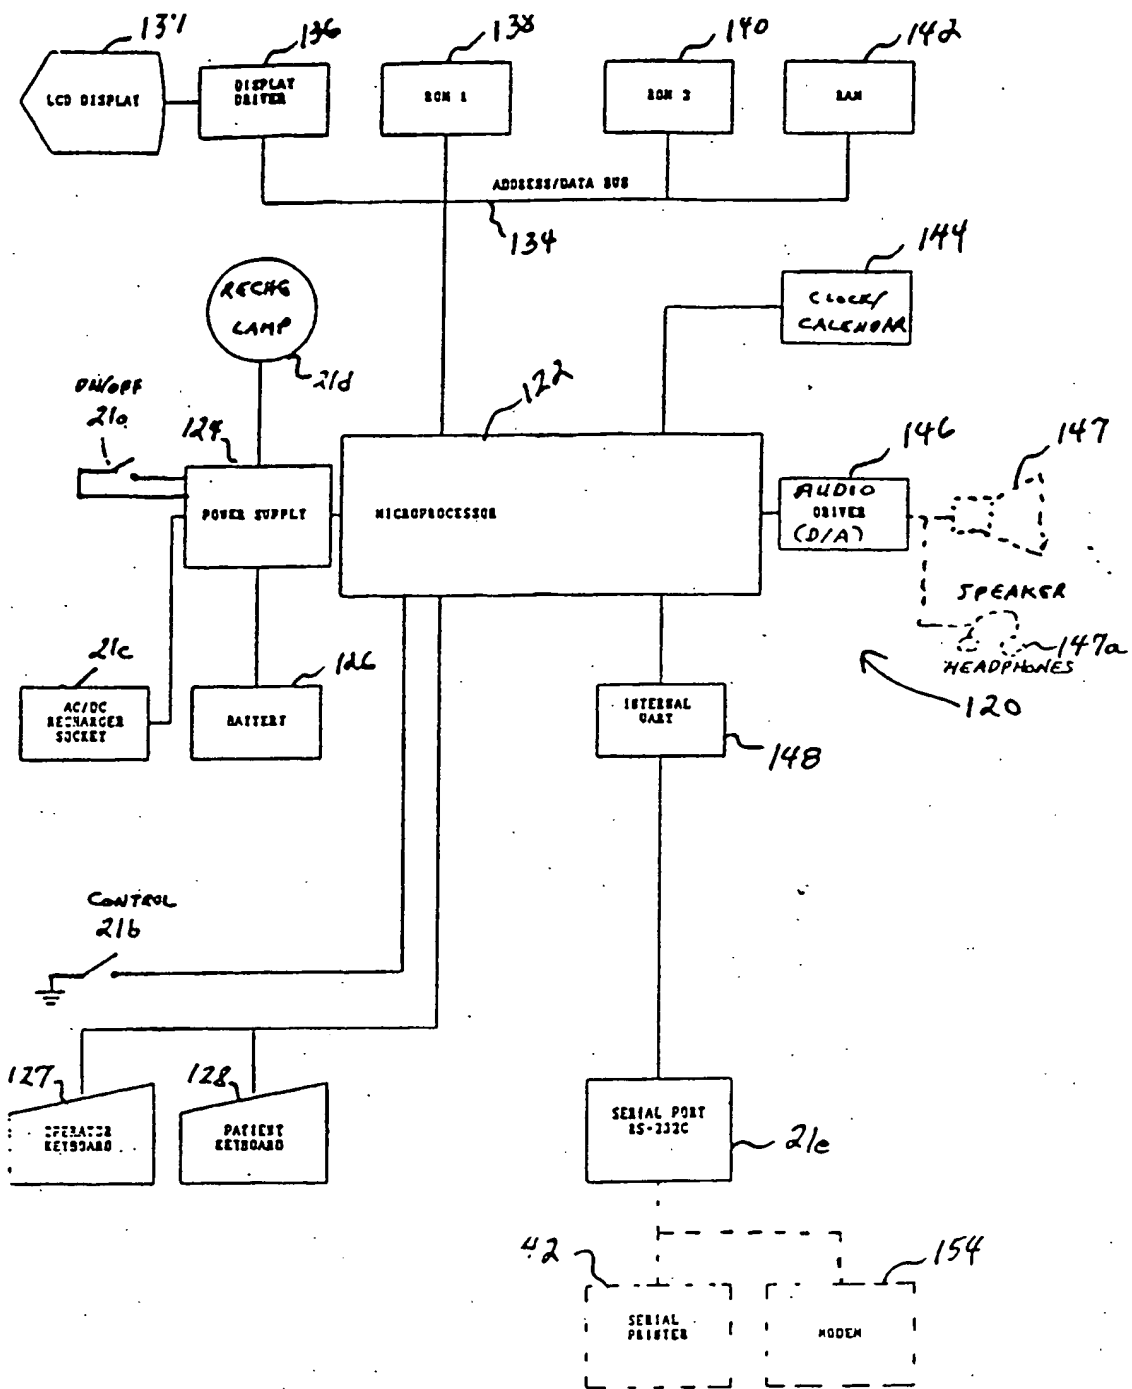 137
136
138
140
142
LCD DISPLAY
DISPLAY
DRIVER
ROM 1
ROM 2
RAM
ADDRESS/DATA BUS
134
144
CLOCK/
CALENDAR
RECHG
LAMP
21d
ON/OFF
21a
124
122
146
147
POWER SUPPLY
MICROPROCESSOR
AUDIO
DRIVER
(D/A)
SPEAKER
147a
HEADPHONES
120
21c
126
AC/DC
RECHARGER
SOCKET
BATTERY
INTERNAL
UART
148
CONTROL
21b
127
128
OPERATOR
KEYBOARD
PATIENT
KEYBOARD
SERIAL PORT
RS-232C
21e
42
154
SERIAL
PRINTER
MODEM